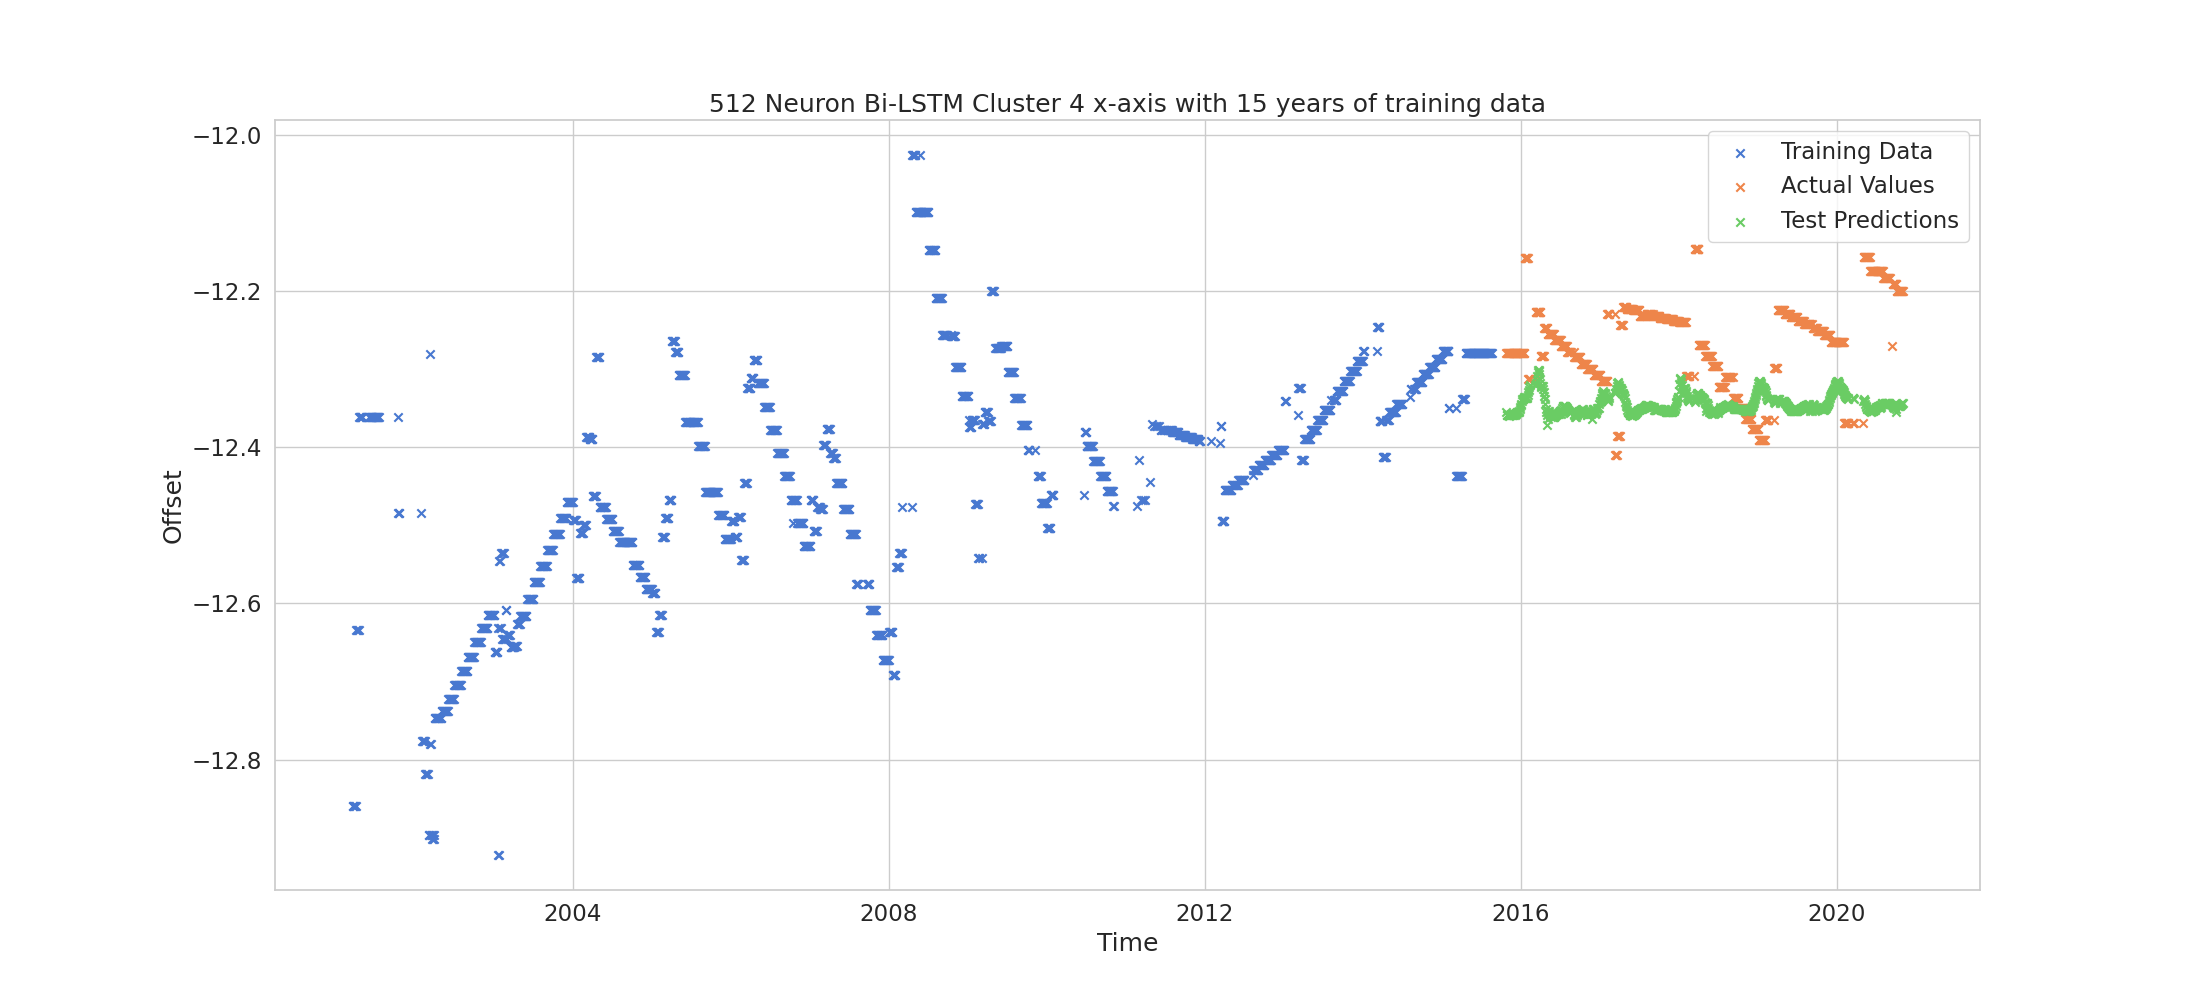 512 Neuron Bi-LSTM Cluster 4 x-axis with 15 years of training data
−12.0
−12.2
−12.4
−12.6
−12.8
Offset
Training Data
Actual Values
Test Predictions
2004
2008
2012
2016
2020
Time